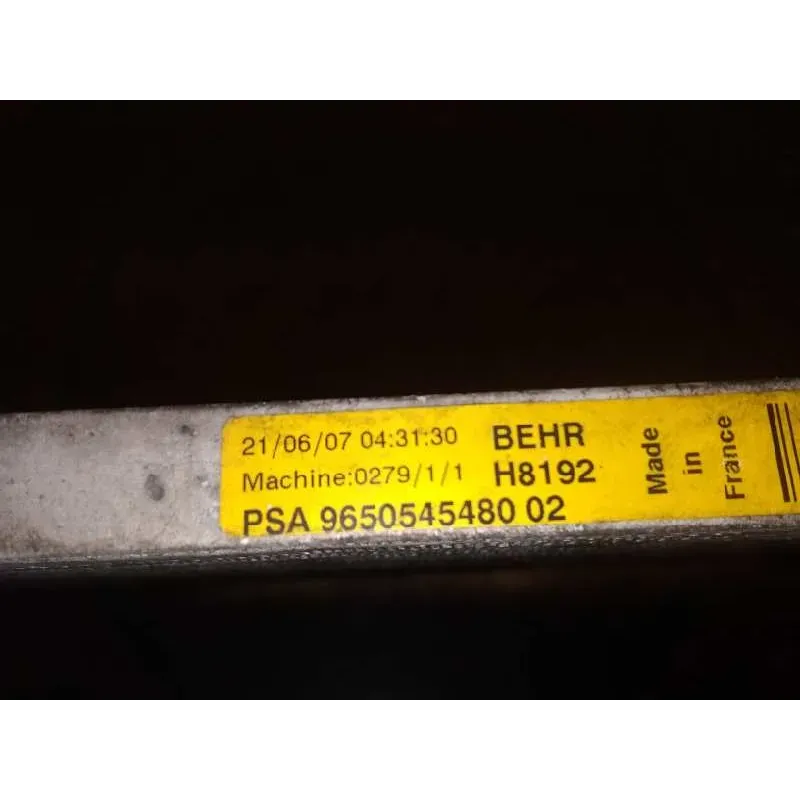 21/06/07 04:31:30 BEHR
Machine:0279/1/1 H8192
PSA 9650545480 02
Made
in
France